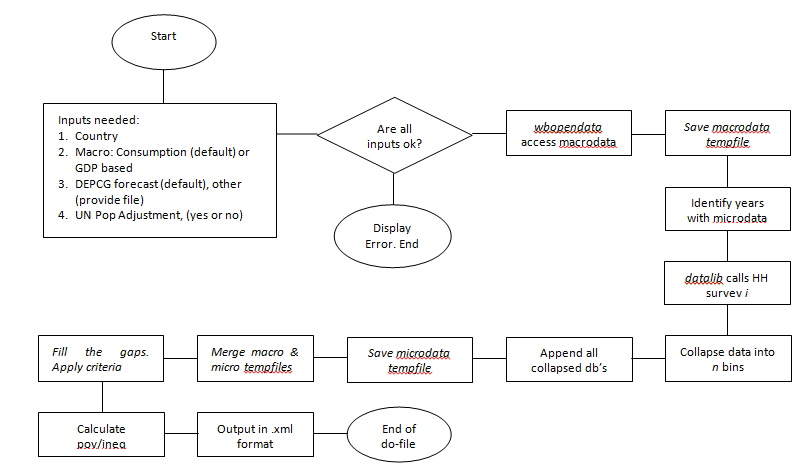 Start
Inputs needed:
1. Country
2. Macro: Consumption (default) or
GDP based
3. DEPCG forecast (default), other
(provide file)
4. UN Pop Adjustment, (yes or no)
Are all
inputs ok?
Display
Error. End
wbopendata
access macrodata
Save macrodata
tempfile
Identify years
with microdata
datalib calls HH
survey i
Collapse data into
n bins
Append all
collapsed db's
Save microdata
tempfile
Merge macro &
micro tempfiles
Fill the gaps.
Apply criteria
Calculate
pov/ineq
Output in .xml
format
End of
do-file